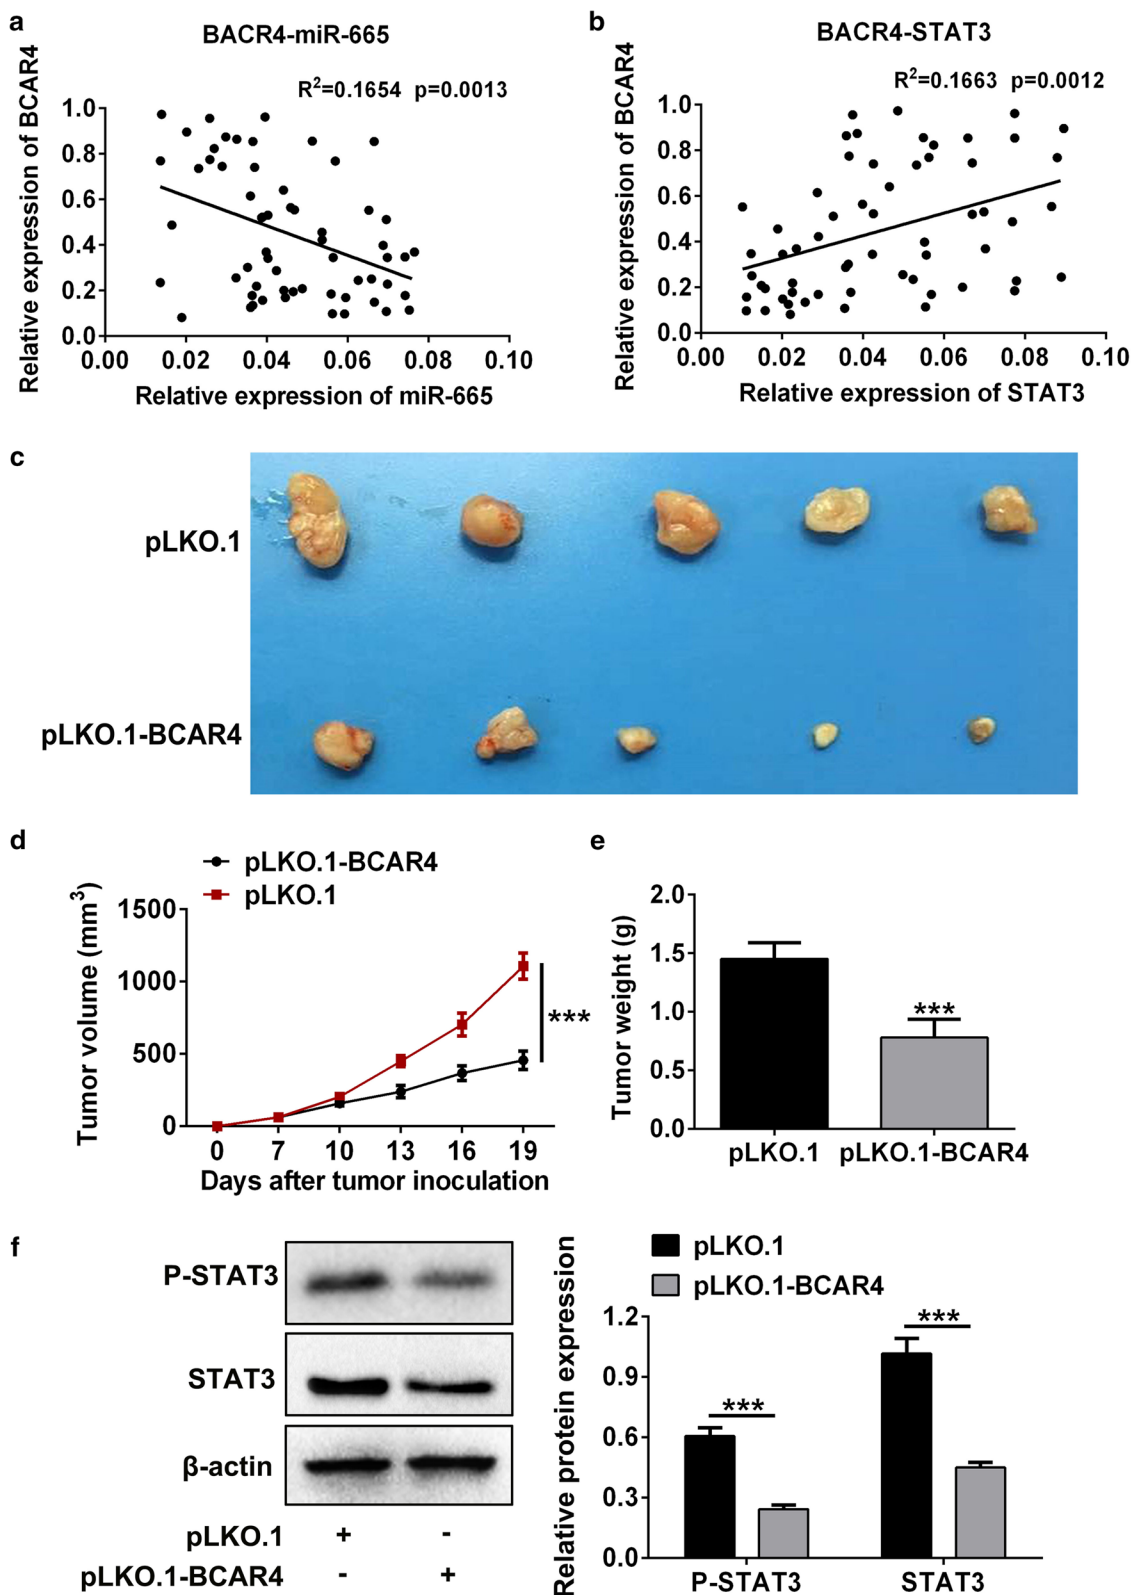 a
BACR4-miR-665
R²=0.1654 p=0.0013
Relative expression of BCAR4
1.0
0.8
0.6
0.4
0.2
0.0
0.00 0.02 0.04 0.06 0.08 0.10
Relative expression of miR-665
b
BACR4-STAT3
R²=0.1663 p=0.0012
Relative expression of BCAR4
1.0
0.8
0.6
0.4
0.2
0.0
0.00 0.02 0.04 0.06 0.08 0.10
Relative expression of STAT3
c
pLKO.1
pLKO.1-BCAR4
d
pLKO.1-BCAR4
pLKO.1
Tumor volume (mm³)
1500
1000
500
0
***
0 7 10 13 16 19
Days after tumor inoculation
e
Tumor weight (g)
2.0
1.5
1.0
0.5
0.0
***
pLKO.1 pLKO.1-BCAR4
f
P-STAT3
STAT3
β-actin
pLKO.1 + -
pLKO.1-BCAR4 - +
pLKO.1
pLKO.1-BCAR4
Relative protein expression
1.2
0.9
0.6
0.3
0.0
***
***
P-STAT3 STAT3